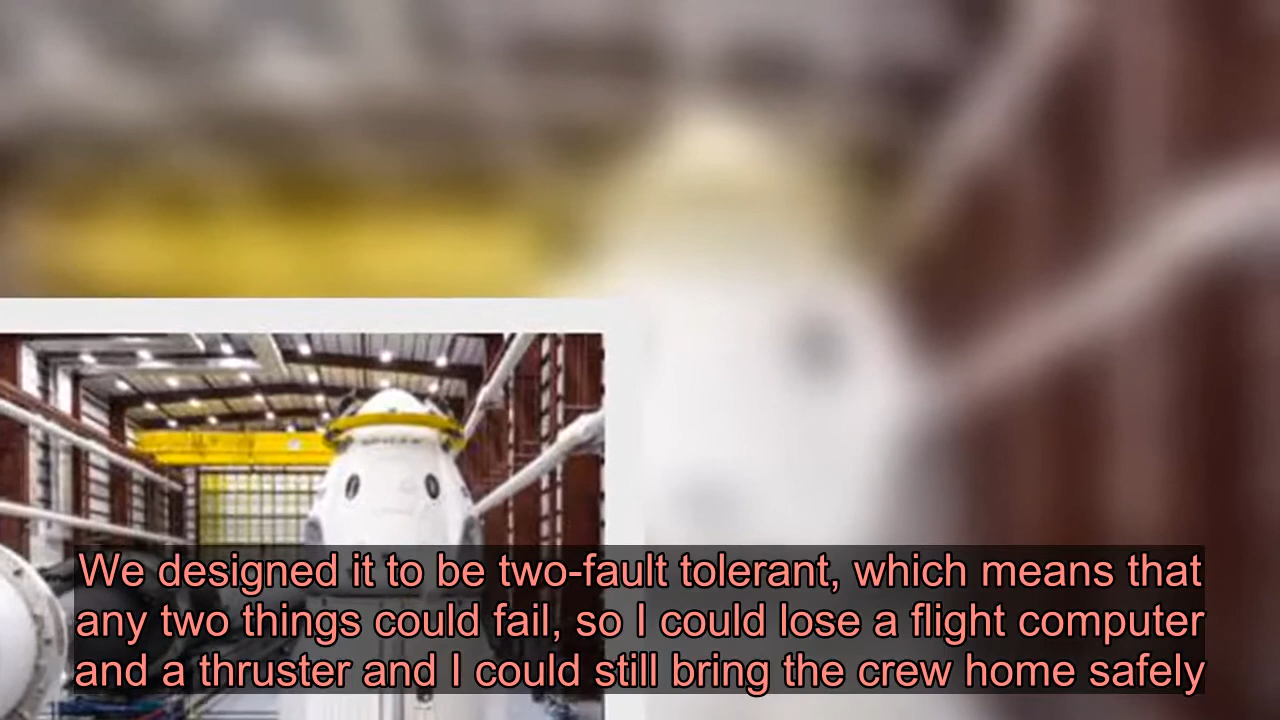 We designed it to be two-fault tolerant, which means that
any two things could fail, so I could lose a flight computer
and a thruster and I could still bring the crew home safely